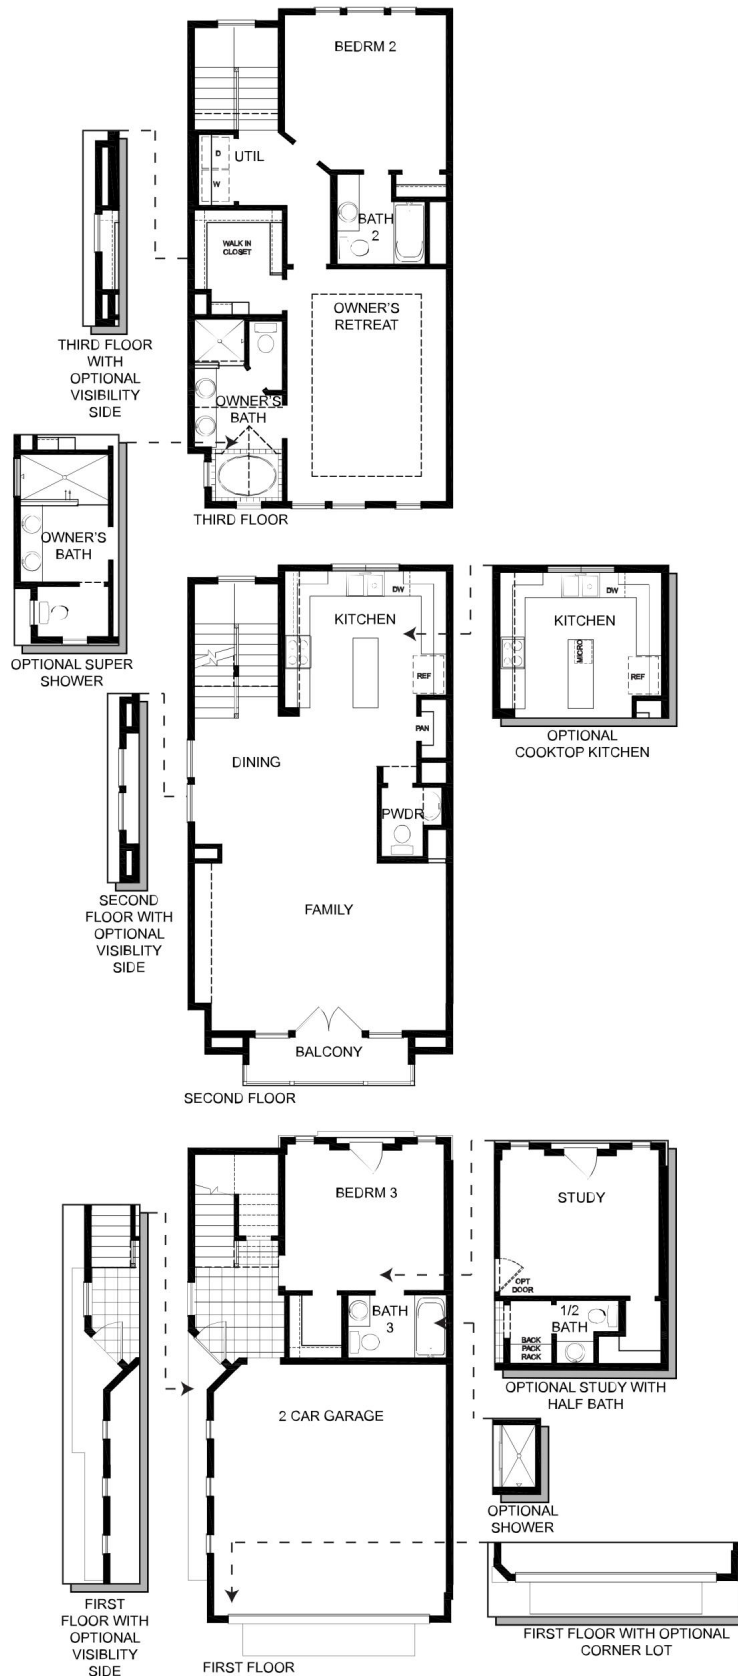 BEDRM 2
D
UTIL
W
BATH
2
WALK IN
CLOSET
OWNER'S
RETREAT
THIRD FLOOR
WITH
OPTIONAL
VISIBILITY
SIDE
OWNER'S
BATH
THIRD FLOOR
OWNER'S
BATH
OPTIONAL SUPER
SHOWER
DW
KITCHEN
REF
PAN
DINING
PWDR
FAMILY
BALCONY
SECOND FLOOR
DW
KITCHEN
MICRO
REF
OPTIONAL
COOKTOP KITCHEN
SECOND
FLOOR WITH
OPTIONAL
VISIBLITY
SIDE
BEDRM 3
BATH
3
2 CAR GARAGE
FIRST FLOOR
STUDY
OPT
DOOR
1/2
BATH
BACK
PACK
RACK
OPTIONAL STUDY WITH
HALF BATH
OPTIONAL
SHOWER
FIRST FLOOR WITH OPTIONAL
CORNER LOT
FIRST
FLOOR WITH
OPTIONAL
VISIBLITY
SIDE